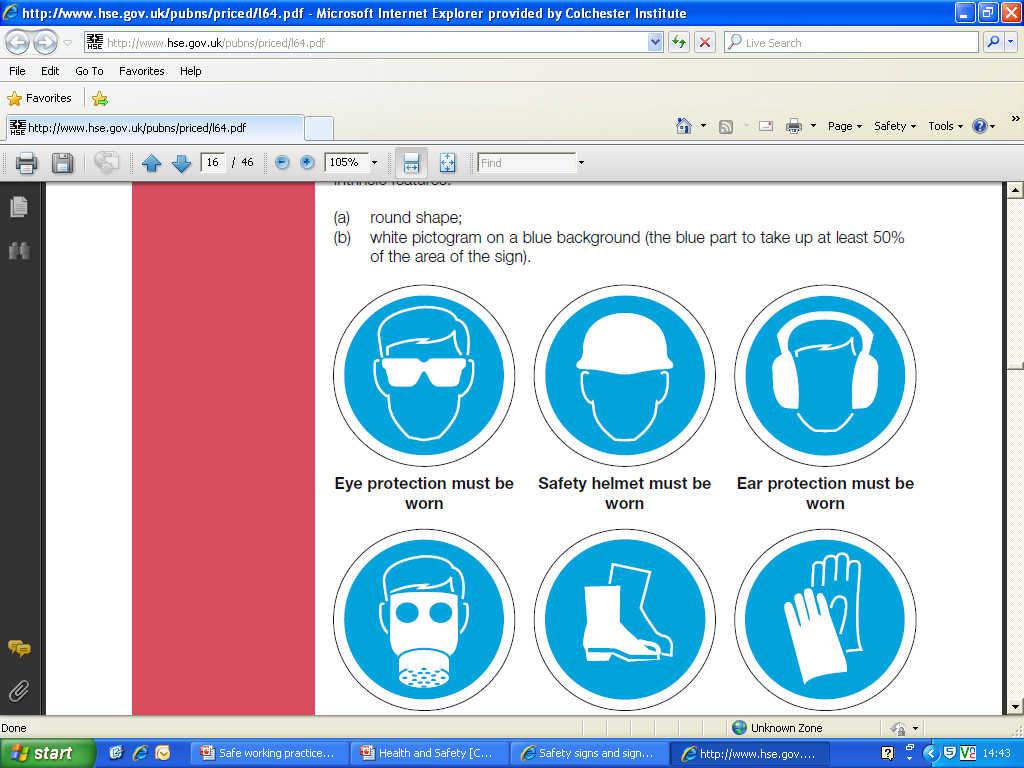 http://www.hse.gov.uk/pubns/priced/l64.pdf - Microsoft Internet Explorer provided by Colchester Institute
http://www.hse.gov.uk/pubns/priced/l64.pdf
Live Search
File Edit Go To Favorites Help
Favorites
http://www.hse.gov.uk/pubns/priced/l64.pdf
Page Safety Tools
16 / 46 105% Find
intrinsic features:
(a) round shape;
(b) white pictogram on a blue background (the blue part to take up at least 50%
of the area of the sign).
Eye protection must be
worn
Safety helmet must be
worn
Ear protection must be
worn
Done
Unknown Zone
start
Safe working practice...
Health and Safety [C...
Safety signs and sign...
http://www.hse.gov....
14:43